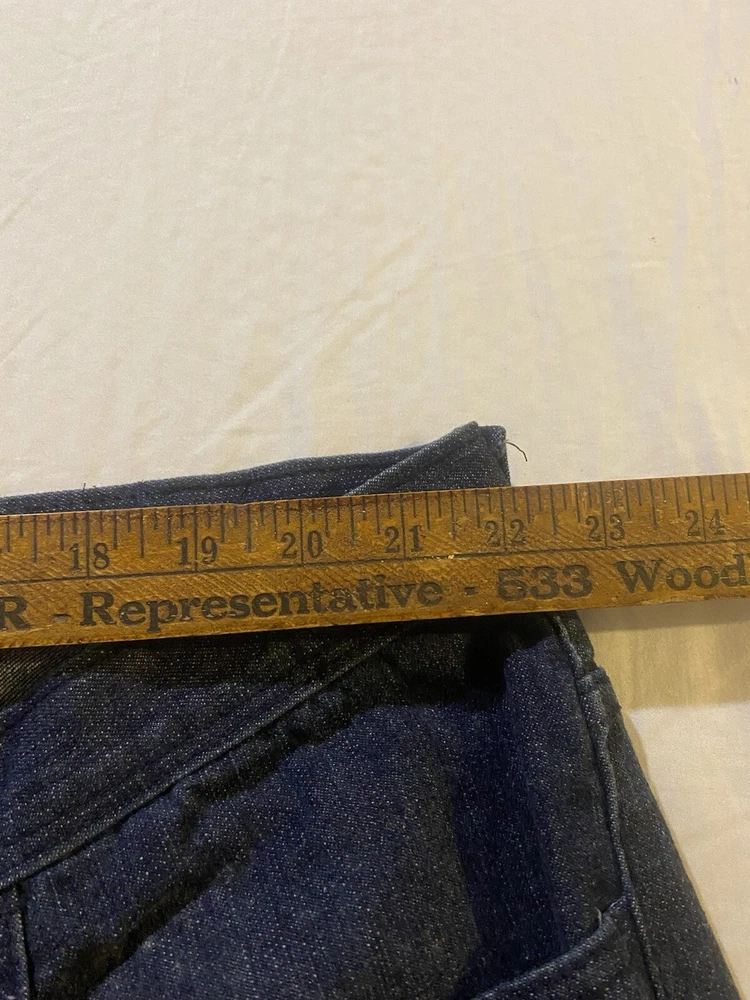 18 19 20 21 22 23 24
R - Representative - 533 Wood